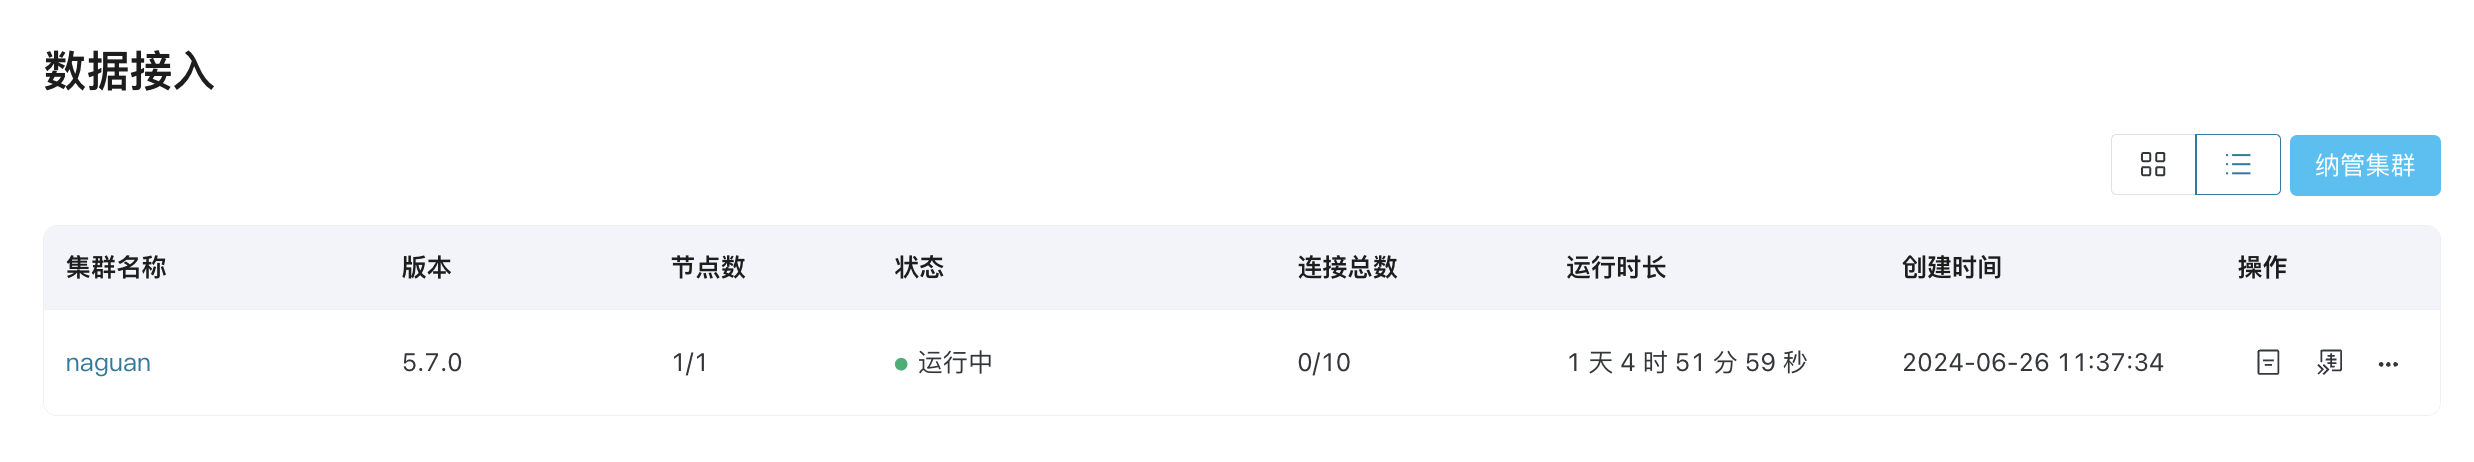 数据接入
纳管集群
集群名称 版本 节点数 状态 连接总数 运行时长 创建时间 操作
naguan 5.7.0 1/1 运行中 0/10 1 天 4 时 51 分 59 秒 2024-06-26 11:37:34